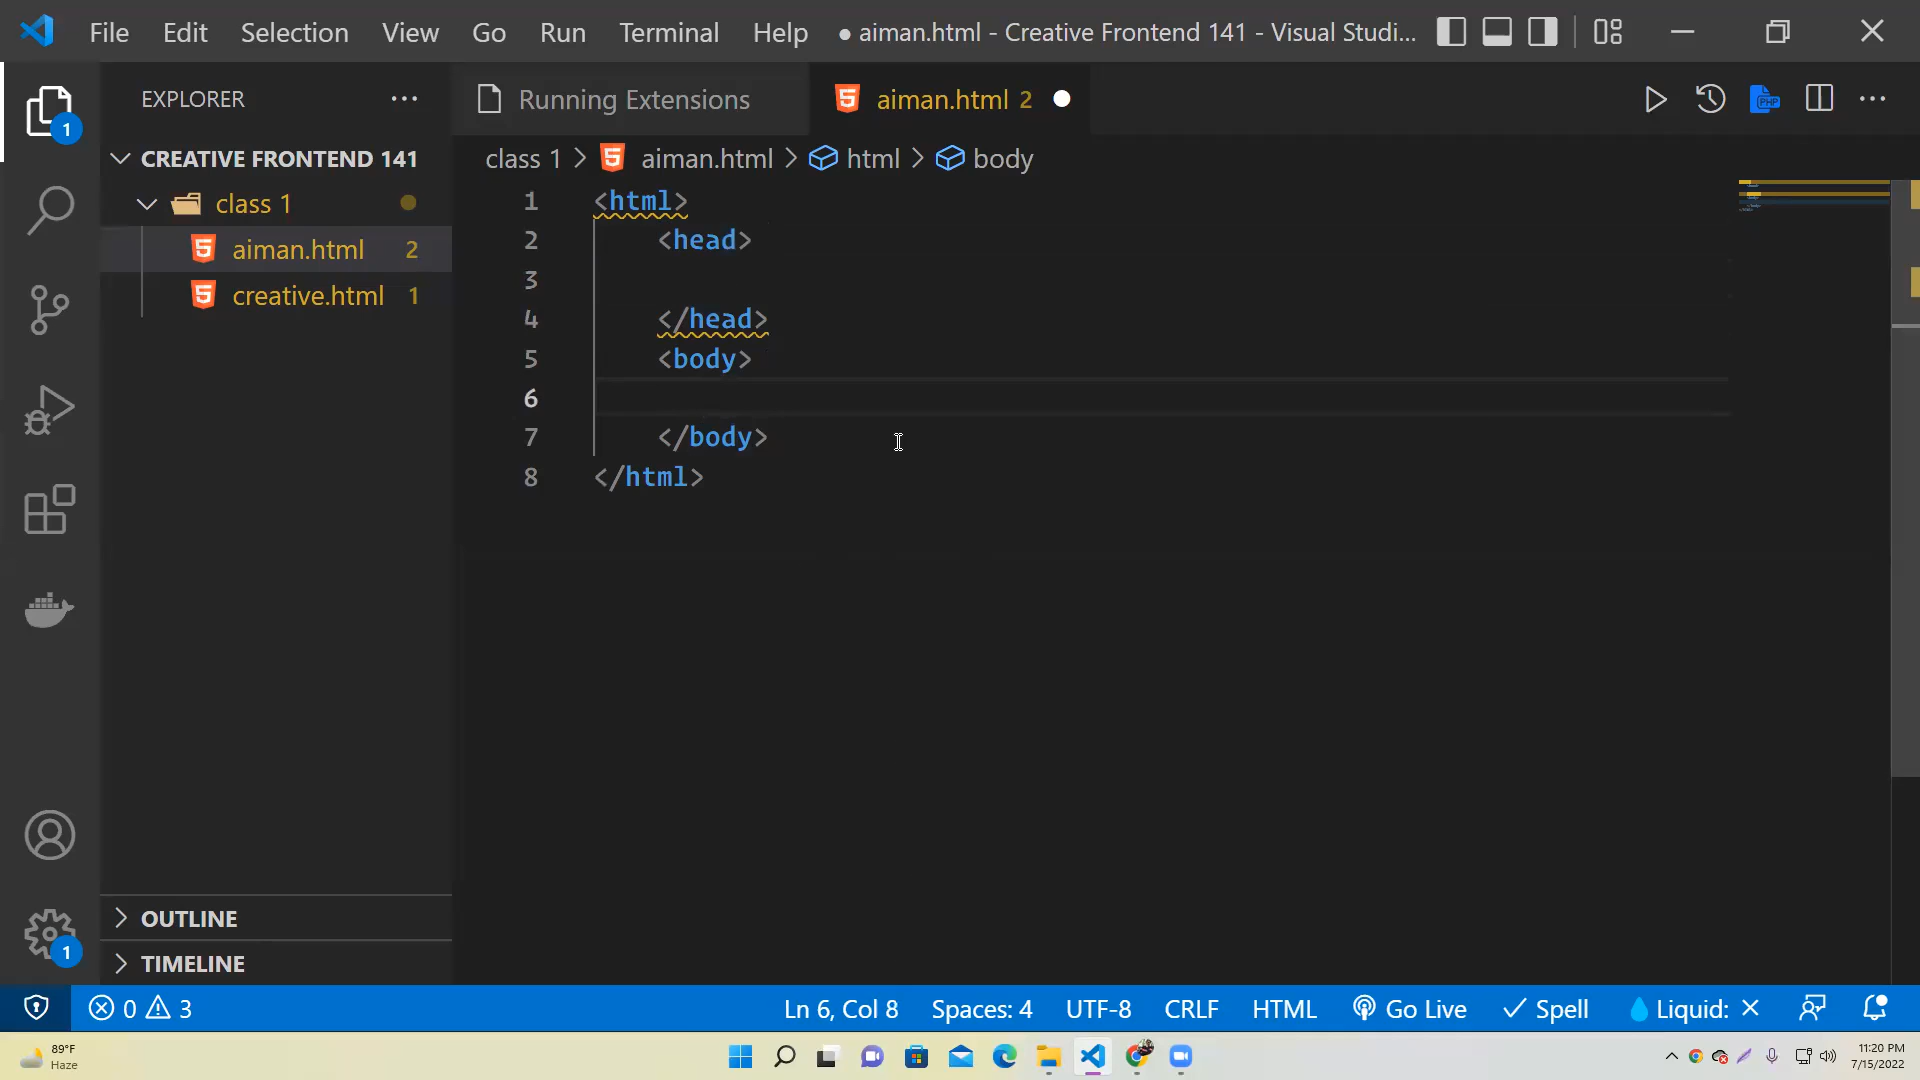 File Edit Selection View Go Run Terminal Help ● aiman.html - Creative Frontend 141 - Visual Studi...
EXPLORER ...
Running Extensions
aiman.html 2 ●
1
CREATIVE FRONTEND 141
class 1
aiman.html 2
creative.html 1
PHP
class 1 > aiman.html > html > body
1 <html>
2 <head>
3
4 </head>
5 <body>
6
7 </body>
8 </html>
OUTLINE
1
TIMELINE
0 3 Ln 6, Col 8 Spaces: 4 UTF-8 CRLF HTML Go Live Spell Liquid:
89°F
Haze
11:20 PM
7/15/2022